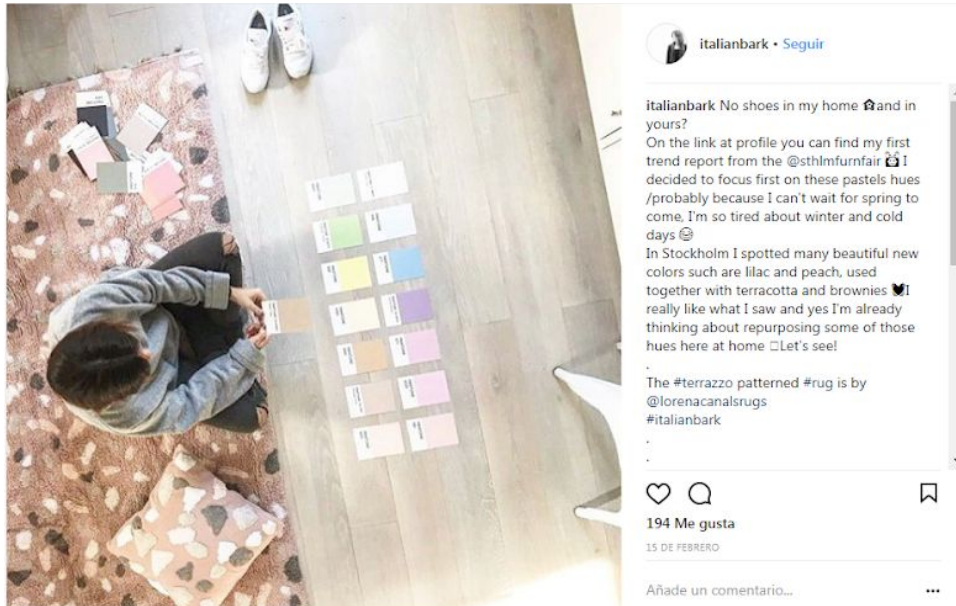 italianbark • Seguir
italianbark No shoes in my home and in
yours?
On the link at profile you can find my first
trend report from the @sthlmfurnfair I
decided to focus first on these pastels hues
/probably because I can't wait for spring to
come, I'm so tired about winter and cold
days
In Stockholm I spotted many beautiful new
colors such are lilac and peach, used
together with terracotta and brownies I
really like what I saw and yes I'm already
thinking about repurposing some of those
hues here at home Let's see!
.
The #terrazzo patterned #rug is by
@lorenacanalsrugs
#italianbark
.
.
194 Me gusta
15 DE FEBRERO
Añade un comentario...